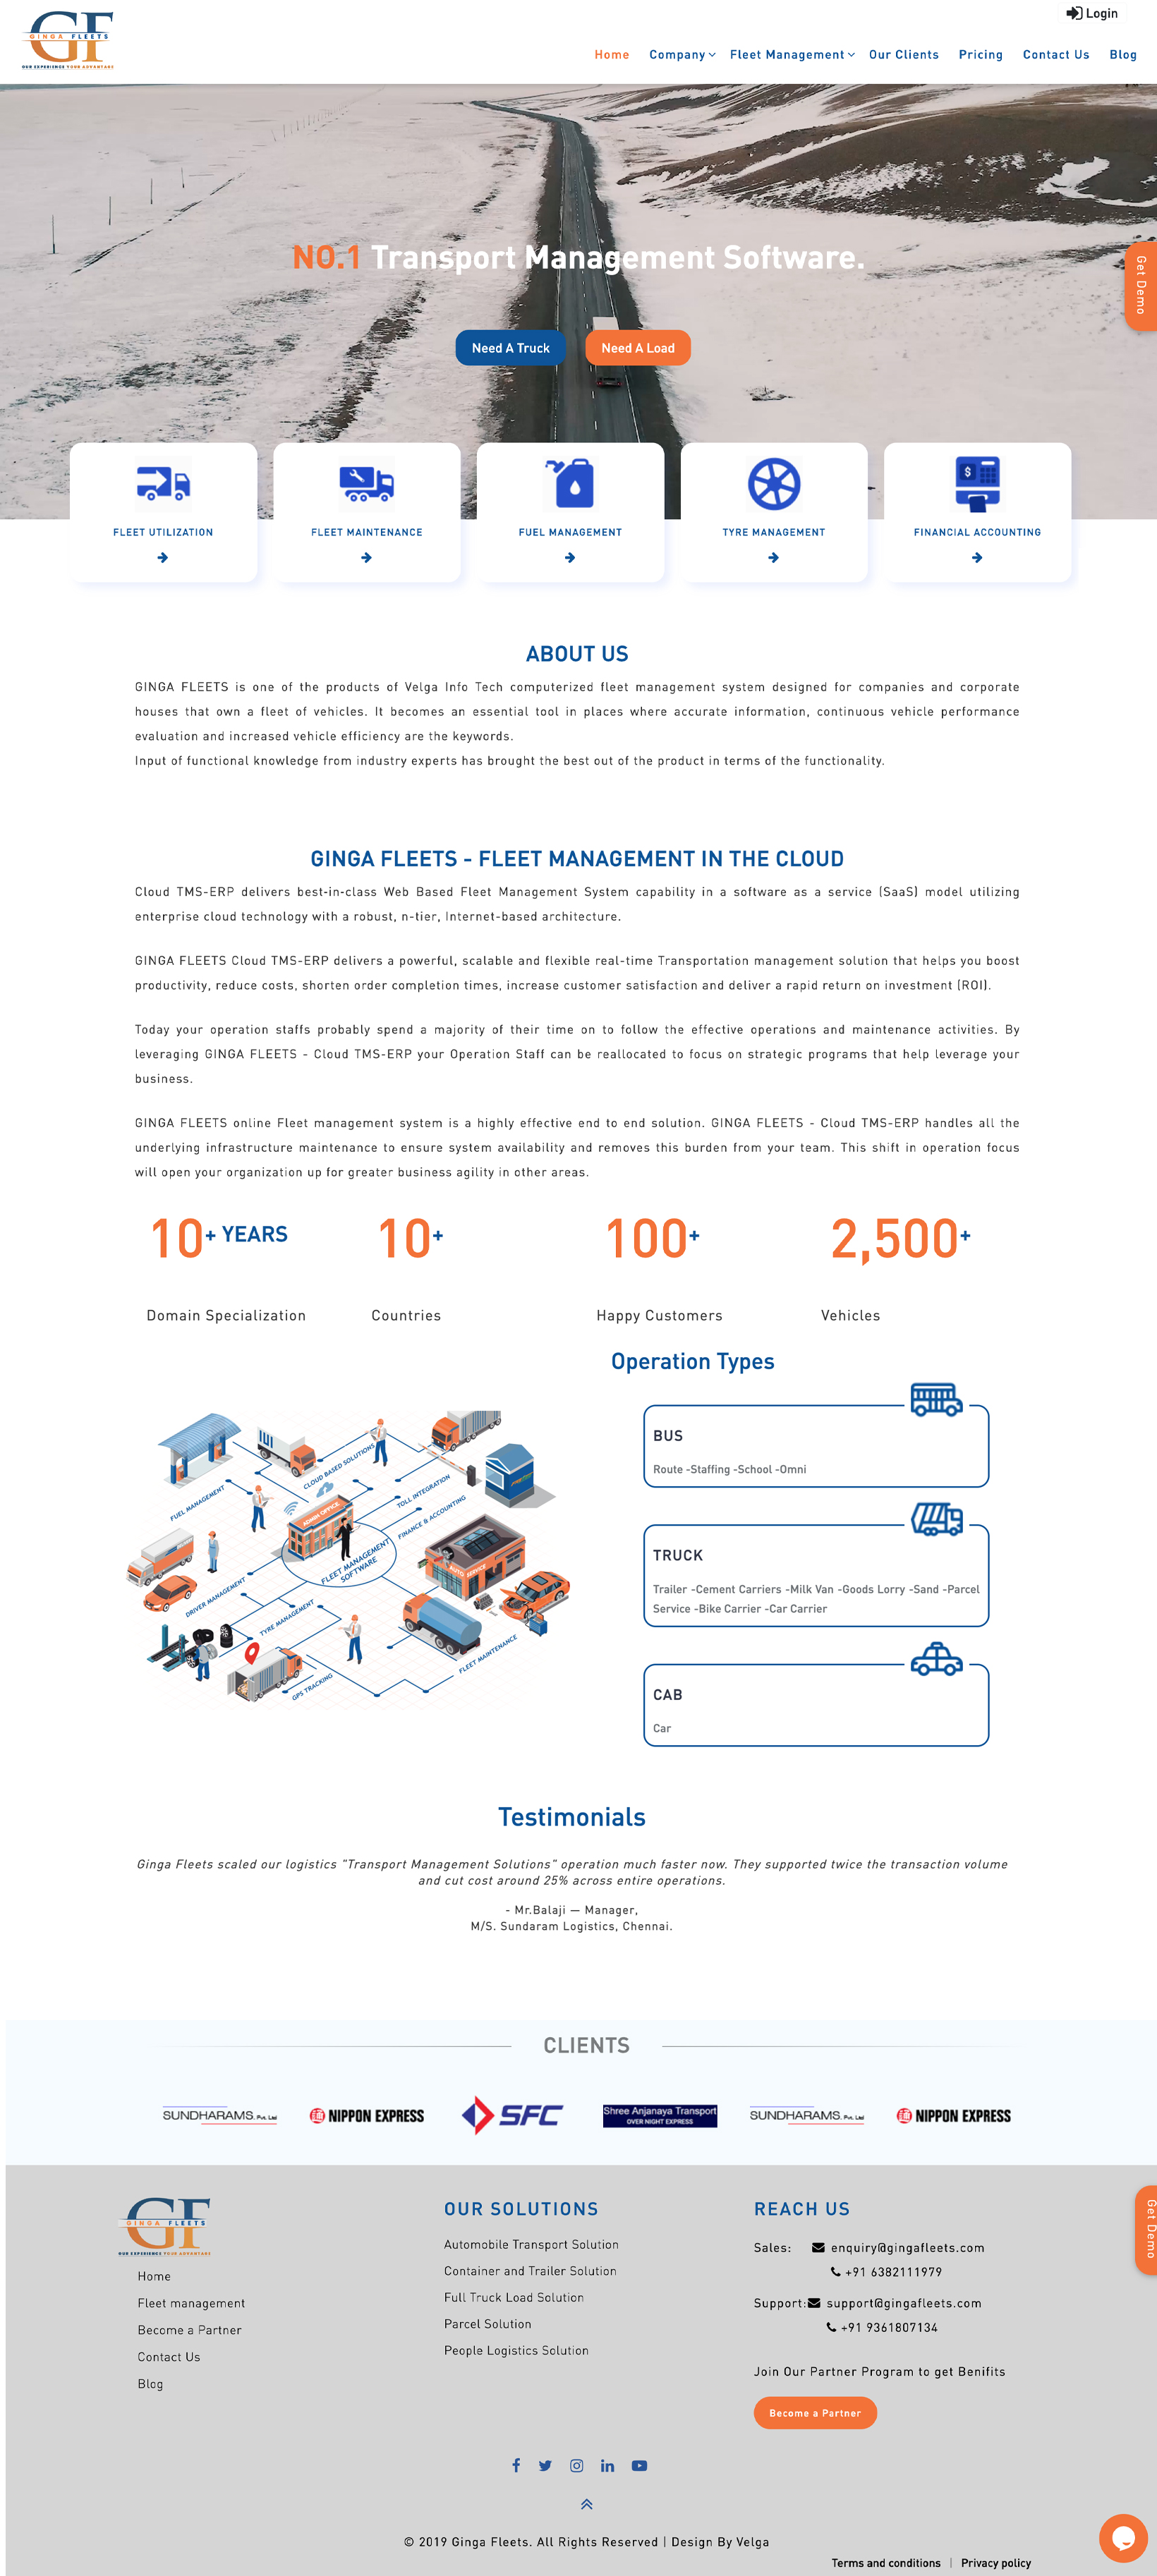 GF
GINGA FLEETS
OUR EXPERIENCE YOUR ADVANTAGE
Login
Home Company Fleet Management Our Clients Pricing Contact Us Blog
NO.1 Transport Management Software.
Get Demo
Need A Truck Need A Load
FLEET UTILIZATION FLEET MAINTENANCE FUEL MANAGEMENT TYRE MANAGEMENT FINANCIAL ACCOUNTING
ABOUT US
GINGA FLEETS is one of the products of Velga Info Tech computerized fleet management system designed for companies and corporate
houses that own a fleet of vehicles. It becomes an essential tool in places where accurate information, continuous vehicle performance
evaluation and increased vehicle efficiency are the keywords.
Input of functional knowledge from industry experts has brought the best out of the product in terms of the functionality.
GINGA FLEETS - FLEET MANAGEMENT IN THE CLOUD
Cloud TMS-ERP delivers best-in-class Web Based Fleet Management System capability in a software as a service (SaaS) model utilizing
enterprise cloud technology with a robust, n-tier, Internet-based architecture.
GINGA FLEETS Cloud TMS-ERP delivers a powerful, scalable and flexible real-time Transportation management solution that helps you boost
productivity, reduce costs, shorten order completion times, increase customer satisfaction and deliver a rapid return on investment (ROI).
Today your operation staffs probably spend a majority of their time on to follow the effective operations and maintenance activities. By
leveraging GINGA FLEETS - Cloud TMS-ERP your Operation Staff can be reallocated to focus on strategic programs that help leverage your
business.
GINGA FLEETS online Fleet management system is a highly effective end to end solution. GINGA FLEETS - Cloud TMS-ERP handles all the
underlying infrastructure maintenance to ensure system availability and removes this burden from your team. This shift in operation focus
will open your organization up for greater business agility in other areas.
10+ YEARS 10+ 100+ 2,500+
Domain Specialization Countries Happy Customers Vehicles
CLOUD BASED SOLUTIONS
FUEL MANAGEMENT
TOLL INTEGRATION
FINANCE & ACCOUNTING
ADMIN OFFICE
FLEET MANAGEMENT
SOFTWARE
AUTO SERVICE
DRIVER MANAGEMENT
TYRE MANAGEMENT
FLEET MAINTENANCE
GPS TRACKING
Operation Types
BUS
Route -Staffing -School -Omni
TRUCK
Trailer -Cement Carriers -Milk Van -Goods Lorry -Sand -Parcel
Service -Bike Carrier -Car Carrier
CAB
Car
Testimonials
Ginga Fleets scaled our logistics "Transport Management Solutions" operation much faster now. They supported twice the transaction volume
and cut cost around 25% across entire operations.
- Mr.Balaji — Manager,
M/S. Sundaram Logistics, Chennai.
CLIENTS
SUNDHARAMS Pvt. Ltd NIPPON EXPRESS SFC Shree Anjanaya Transport SUNDHARAMS Pvt. Ltd NIPPON EXPRESS
OVER NIGHT EXPRESS
GF
GINGA FLEETS
OUR EXPERIENCE YOUR ADVANTAGE
Home
Fleet management
Become a Partner
Contact Us
Blog
OUR SOLUTIONS
Automobile Transport Solution
Container and Trailer Solution
Full Truck Load Solution
Parcel Solution
People Logistics Solution
REACH US
Sales: enquiry@gingafleets.com
+91 6382111979
Support: support@gingafleets.com
+91 9361807134
Join Our Partner Program to get Benifits
Become a Partner
Get Demo
© 2019 Ginga Fleets. All Rights Reserved | Design By Velga
Terms and conditions | Privacy policy